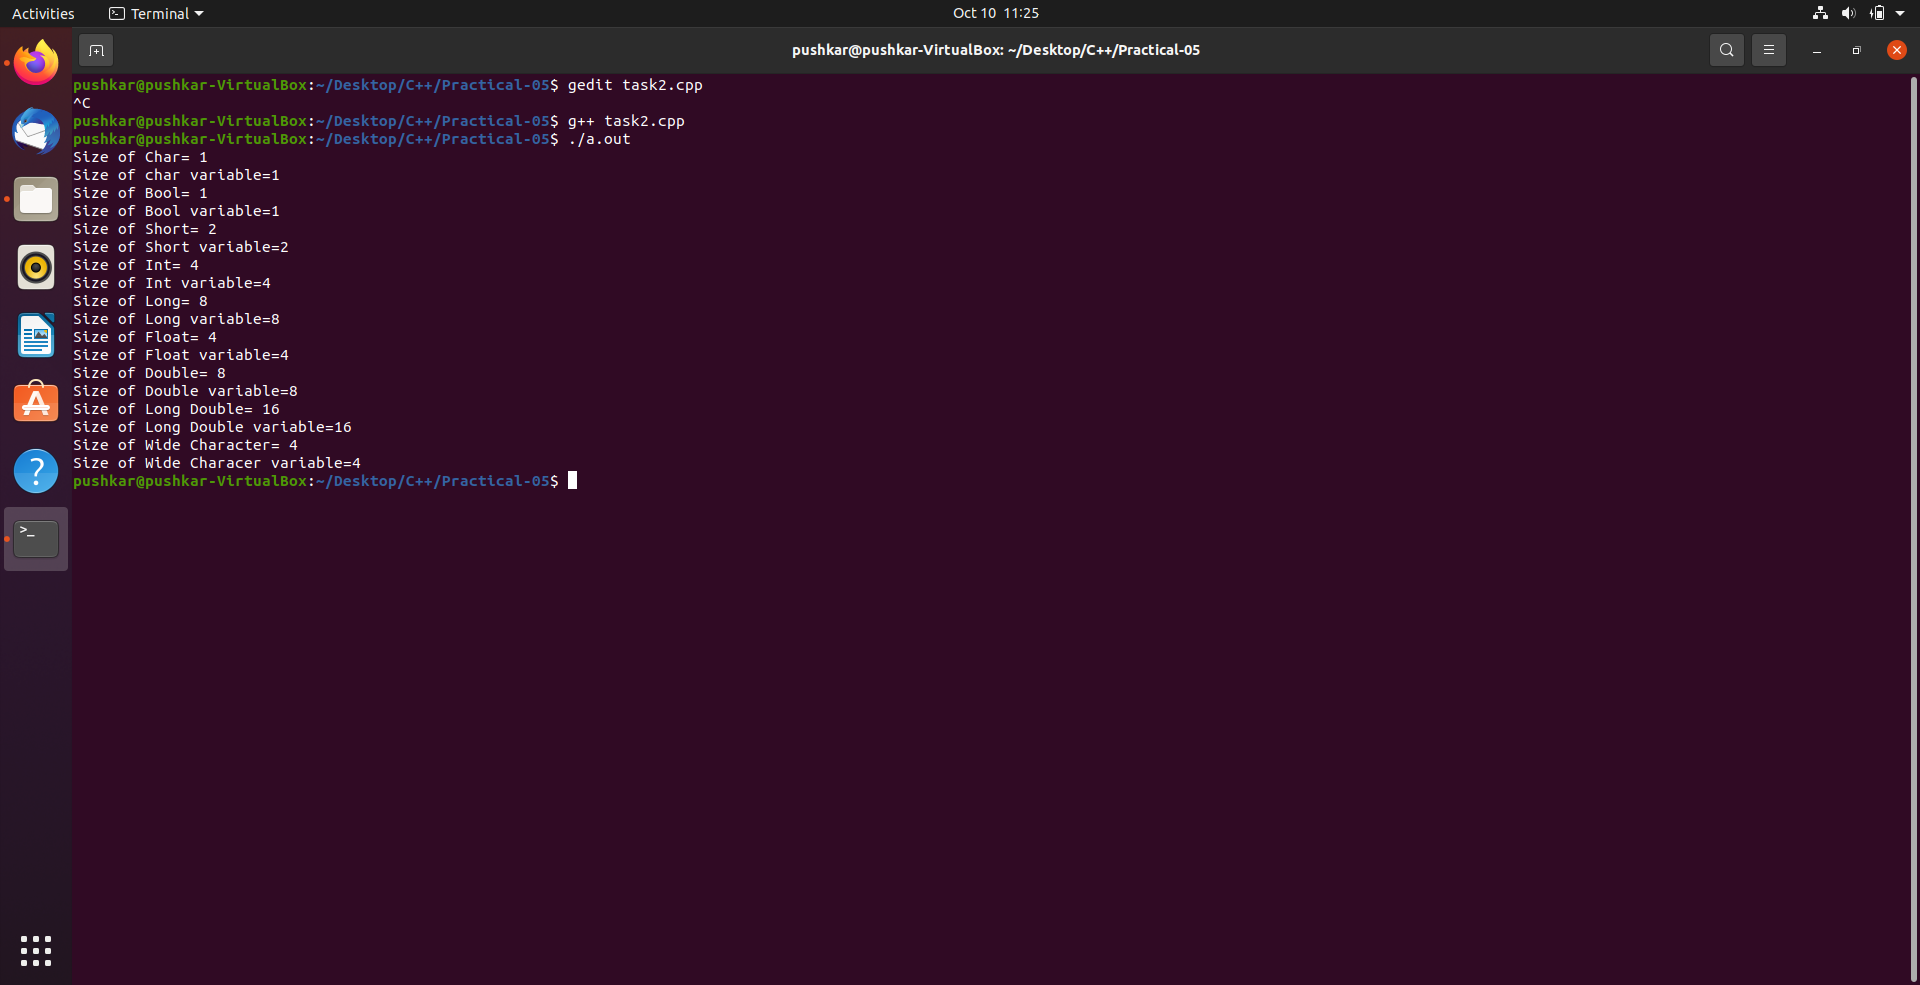 Activities
Terminal
Oct 10 11:25
pushkar@pushkar-VirtualBox: ~/Desktop/C++/Practical-05
pushkar@pushkar-VirtualBox:~/Desktop/C++/Practical-05$ gedit task2.cpp
^C
pushkar@pushkar-VirtualBox:~/Desktop/C++/Practical-05$ g++ task2.cpp
pushkar@pushkar-VirtualBox:~/Desktop/C++/Practical-05$ ./a.out
Size of Char= 1
Size of char variable=1
Size of Bool= 1
Size of Bool variable=1
Size of Short= 2
Size of Short variable=2
Size of Int= 4
Size of Int variable=4
Size of Long= 8
Size of Long variable=8
Size of Float= 4
Size of Float variable=4
Size of Double= 8
Size of Double variable=8
Size of Long Double= 16
Size of Long Double variable=16
Size of Wide Character= 4
Size of Wide Characer variable=4
pushkar@pushkar-VirtualBox:~/Desktop/C++/Practical-05$